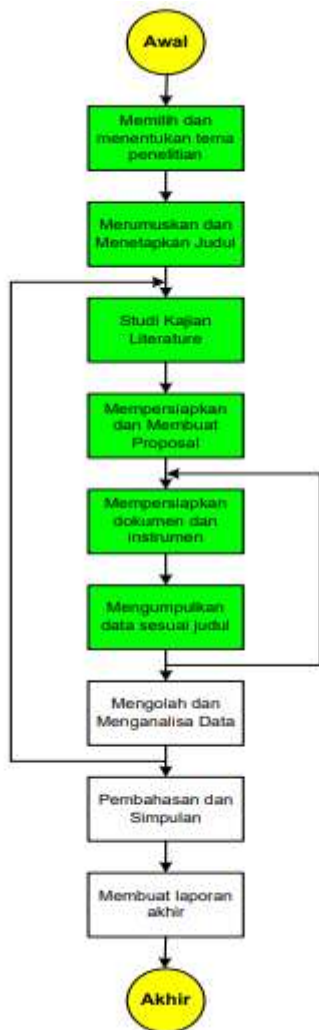 Awal
Memilih dan
menentukan tema
penelitian
Merumuskan dan
Menetapkan Judul
Studi Kajian
Literature
Mempersiapkan
dan Membuat
Proposal
Mempersiapkan
dokumen dan
instrumen
Mengumpulkan
data sesuai judul
Mengolah dan
Menganalisa Data
Pembahasan dan
Simpulan
Membuat laporan
akhir
Akhir